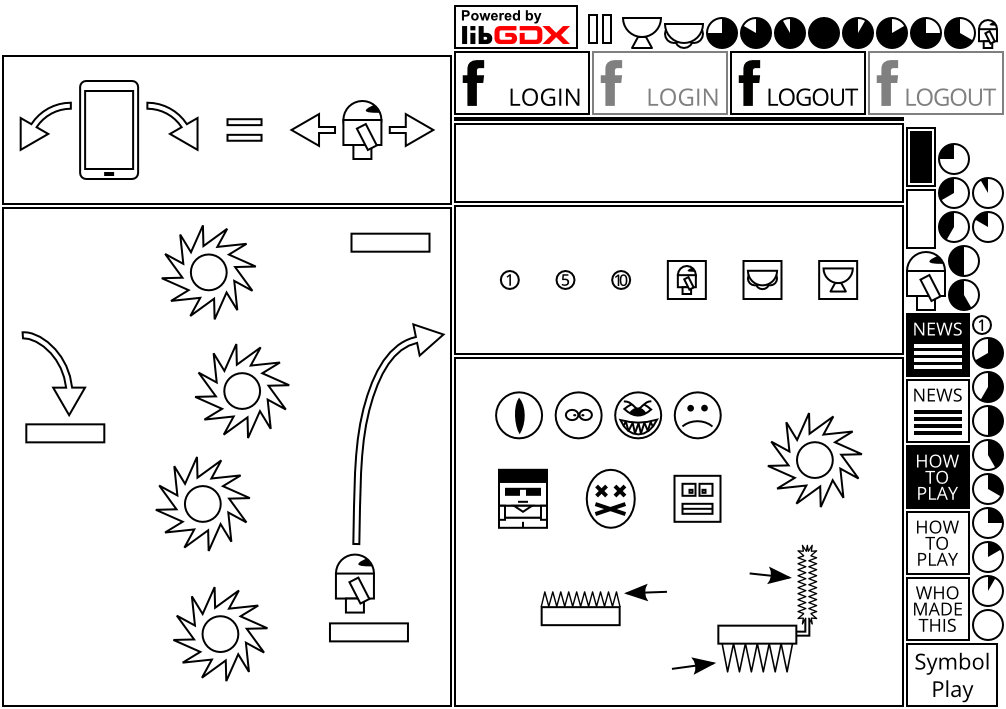 Powered by
libGDX
f LOGIN
f LOGIN
f LOGOUT
f LOGOUT
1
5
10
1
NEWS
NEWS
HOW
TO
PLAY
HOW
TO
PLAY
WHO
MADE
THIS
Symbol
Play